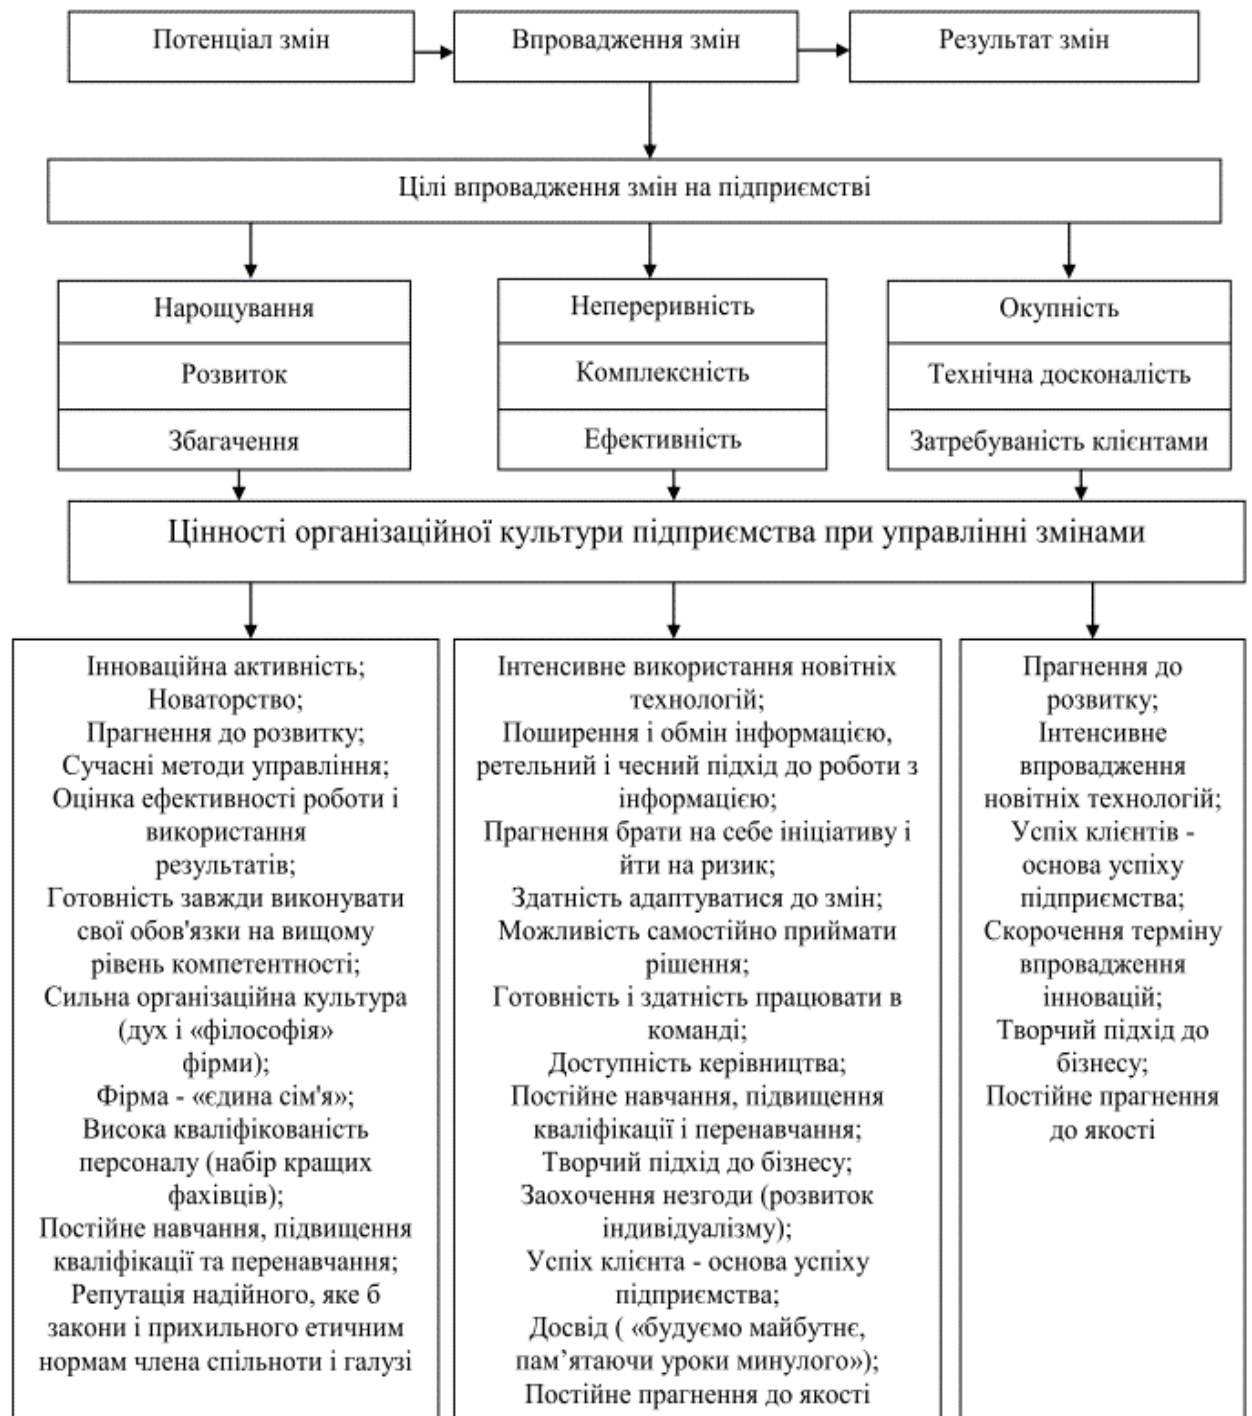 Потенціал змін
Впровадження змін
Результат змін
Цілі впровадження змін на підприємстві
Нарощування
Розвиток
Збагачення
Непереривність
Комплексність
Ефективність
Окупність
Технічна досконалість
Затребуваність клієнтами
Цінності організаційної культури підприємства при управлінні змінами
Інноваційна активність;
Новаторство;
Прагнення до розвитку;
Сучасні методи управління;
Оцінка ефективності роботи і
використання
результатів;
Готовність завжди виконувати
свої обов'язки на вищому
рівень компетентності;
Сильна організаційна культура
(дух і «філософія»
фірми);
Фірма - «єдина сім'я»;
Висока кваліфікованість
персоналу (набір кращих
фахівців);
Постійне навчання, підвищення
кваліфікації та перенавчання;
Репутація надійного, яке б
закони і прихильного етичним
нормам члена спільноти і галузі
Інтенсивне використання новітніх
технологій;
Поширення і обмін інформацією,
ретельний і чесний підхід до роботи з
інформацією;
Прагнення брати на себе ініціативу і
йти на ризик;
Здатність адаптуватися до змін;
Можливість самостійно приймати
рішення;
Готовність і здатність працювати в
команді;
Доступність керівництва;
Постійне навчання, підвищення
кваліфікації і перенавчання;
Творчий підхід до бізнесу;
Заохочення незгоди (розвиток
індивідуалізму);
Успіх клієнта - основа успіху
підприємства;
Досвід ( «будуємо майбутнє,
пам’ятаючи уроки минулого»);
Постійне прагнення до якості
Прагнення до
розвитку;
Інтенсивне
впровадження
новітніх технологій;
Успіх клієнтів -
основа успіху
підприємства;
Скорочення терміну
впровадження
інновацій;
Творчий підхід до
бізнесу;
Постійне прагнення
до якості